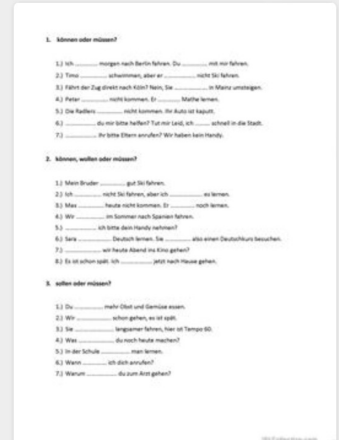 1. können oder müssen?
1.) Ich ............ morgen nach Berlin fahren. Du ............ mit mir fahren.
2.) Timo ............ schwimmen, aber er ............ nicht Ski fahren.
3.) Fährt der Zug direkt nach Köln? Nein, Sie ............ in Mainz umsteigen.
4.) Peter ............ nicht kommen. Er ............ Mathe lernen.
5.) Die Radlers ............ nicht kommen. Ihr Auto ist kaputt.
6.) ............ du mir bitte helfen? Tut mir Leid, ich ........ schnell in die Stadt.
7.) ............ ihr bitte Eltern anrufen? Wir haben kein Handy.
2. können, wollen oder müssen?
1.) Mein Bruder ............ gut Ski fahren.
2.) Ich ............ nicht Ski fahren, aber ich ............ es lernen.
3.) Max ............ heute nicht kommen. Er ............ noch lernen.
4.) Wir ............ im Sommer nach Spanien fahren.
5.) ............ ich bitte dein Handy nehmen?
6.) Sara ............ Deutsch lernen. Sie ............ also einen Deutschkurs besuchen.
7.) ............ wir heute Abend ins Kino gehen?
8.) Es ist schon spät. Ich ............ jetzt nach Hause gehen.
3. sollen oder müssen?
1.) Du ............ mehr Obst und Gemüse essen.
2.) Wir ............ schon gehen, es ist spät.
3.) Sie ............ langsamer fahren, hier ist Tempo 60.
4.) Was ............ du noch heute machen?
5.) In der Schule ............ man lernen.
6.) Wann ............ ich dich anrufen?
7.) Warum ............ du zum Arzt gehen?